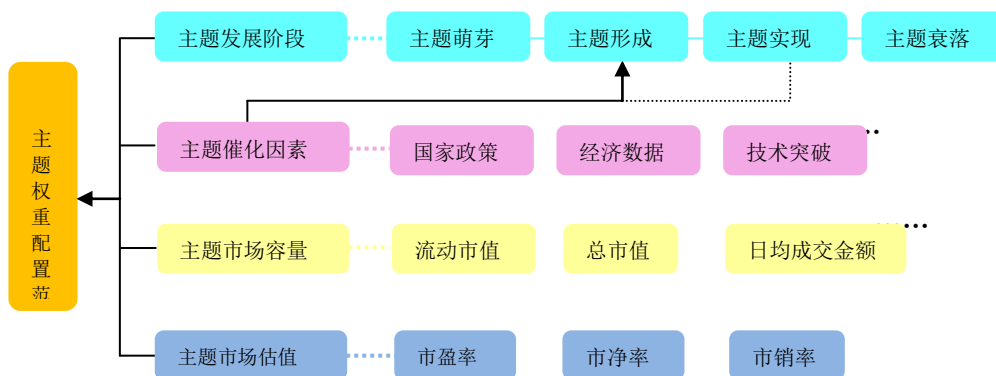 主题发展阶段 主题萌芽 主题形成 主题实现 主题衰落
主题催化因素 国家政策 经济数据 技术突破
主题权重配置范
主题市场容量 流动市值 总市值 日均成交金额
主题市场估值 市盈率 市净率 市销率